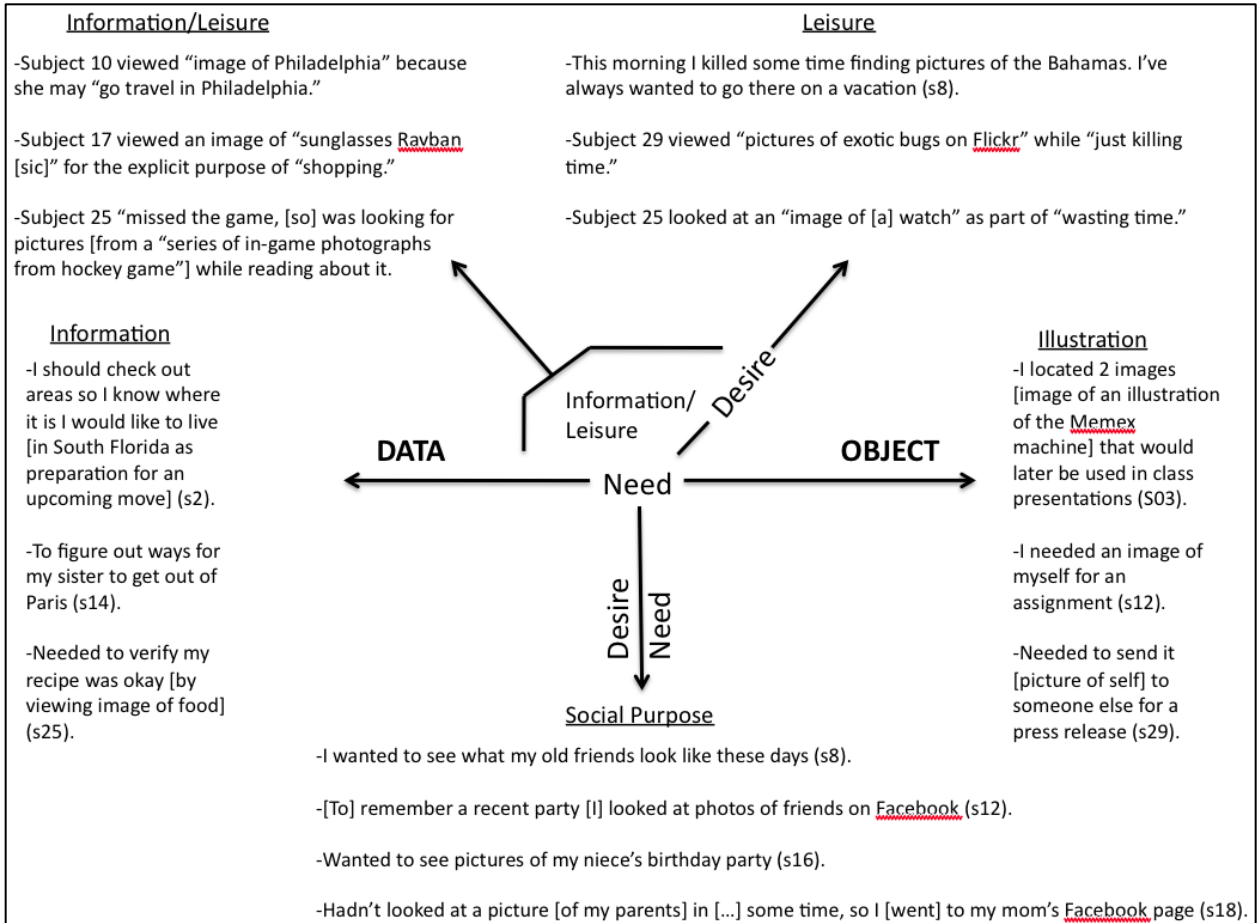 Information/Leisure
-Subject 10 viewed “image of Philadelphia” because
she may “go travel in Philadelphia.”
-Subject 17 viewed an image of “sunglasses Ravban
[sic]” for the explicit purpose of “shopping.”
-Subject 25 “missed the game, [so] was looking for
pictures [from a “series of in-game photographs
from hockey game”] while reading about it.
Leisure
-This morning I killed some time finding pictures of the Bahamas. I’ve
always wanted to go there on a vacation (s8).
-Subject 29 viewed “pictures of exotic bugs on Flickr” while “just killing
time.”
-Subject 25 looked at an “image of [a] watch” as part of “wasting time.”
Information
-I should check out
areas so I know where
it is I would like to live
[in South Florida as
preparation for an
upcoming move] (s2).
-To figure out ways for
my sister to get out of
Paris (s14).
-Needed to verify my
recipe was okay [by
viewing image of food]
(s25).
Information/
Leisure
Desire
DATA
OBJECT
Need
Desire
Need
Illustration
-I located 2 images
[image of an illustration
of the Memex
machine] that would
later be used in class
presentations (S03).
-I needed an image of
myself for an
assignment (s12).
-Needed to send it
[picture of self] to
someone else for a
press release (s29).
Social Purpose
-I wanted to see what my old friends look like these days (s8).
-[To] remember a recent party [I] looked at photos of friends on Facebook (s12).
-Wanted to see pictures of my niece’s birthday party (s16).
-Hadn’t looked at a picture [of my parents] in [...] some time, so I [went] to my mom’s Facebook page (s18).